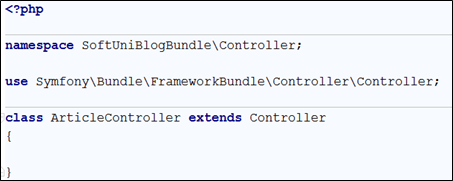 <?php
namespace SoftUniBlogBundle\Controller;
use Symfony\Bundle\FrameworkBundle\Controller\Controller;
class ArticleController extends Controller
{
}